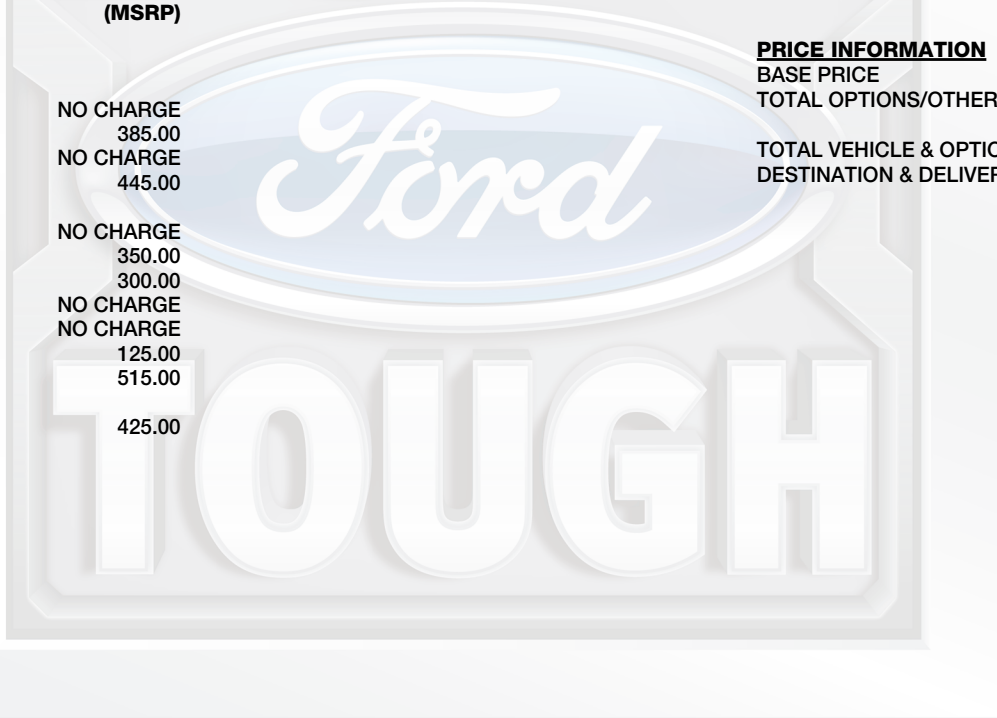 (MSRP)
NO CHARGE
385.00
NO CHARGE
445.00
NO CHARGE
350.00
300.00
NO CHARGE
NO CHARGE
125.00
515.00
425.00
PRICE INFORMATION
BASE PRICE
TOTAL OPTIONS/OTHER
TOTAL VEHICLE & OPTIO
DESTINATION & DELIVER
Ford
TOUGH